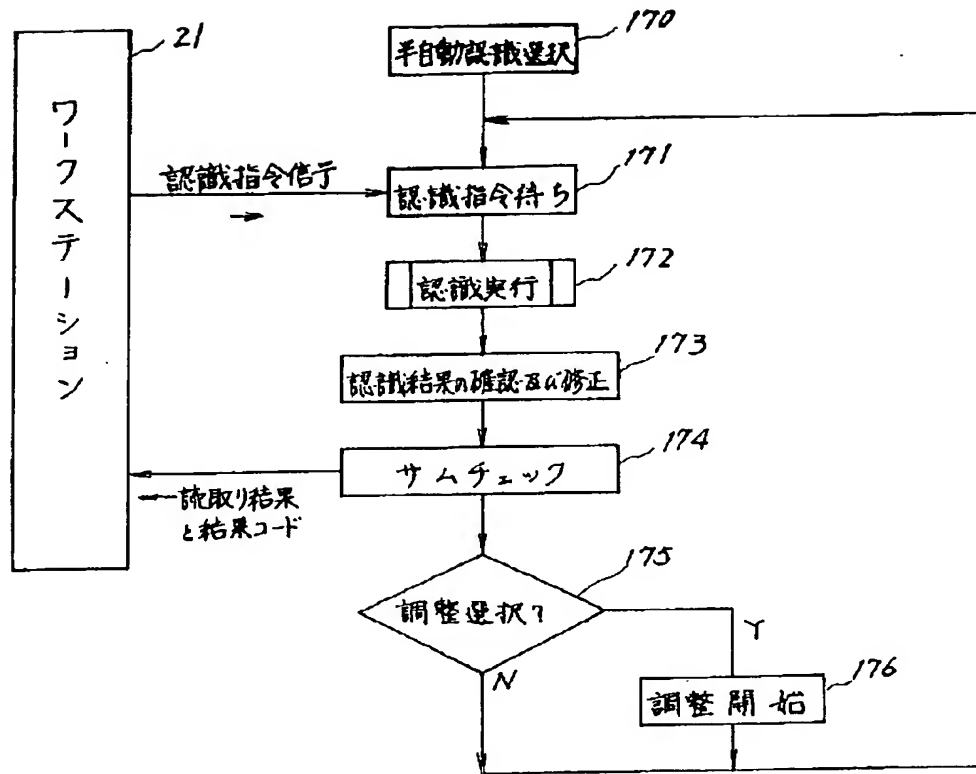 21
ワークステーション
170
半自動認識選択
171
認識指令信号
→
認識指令待ち
172
認識実行
173
認識結果の確認及び修正
174
サムチェック
←読取り結果
と結果コード
175
調整選択?
Y
N
176
調整開始